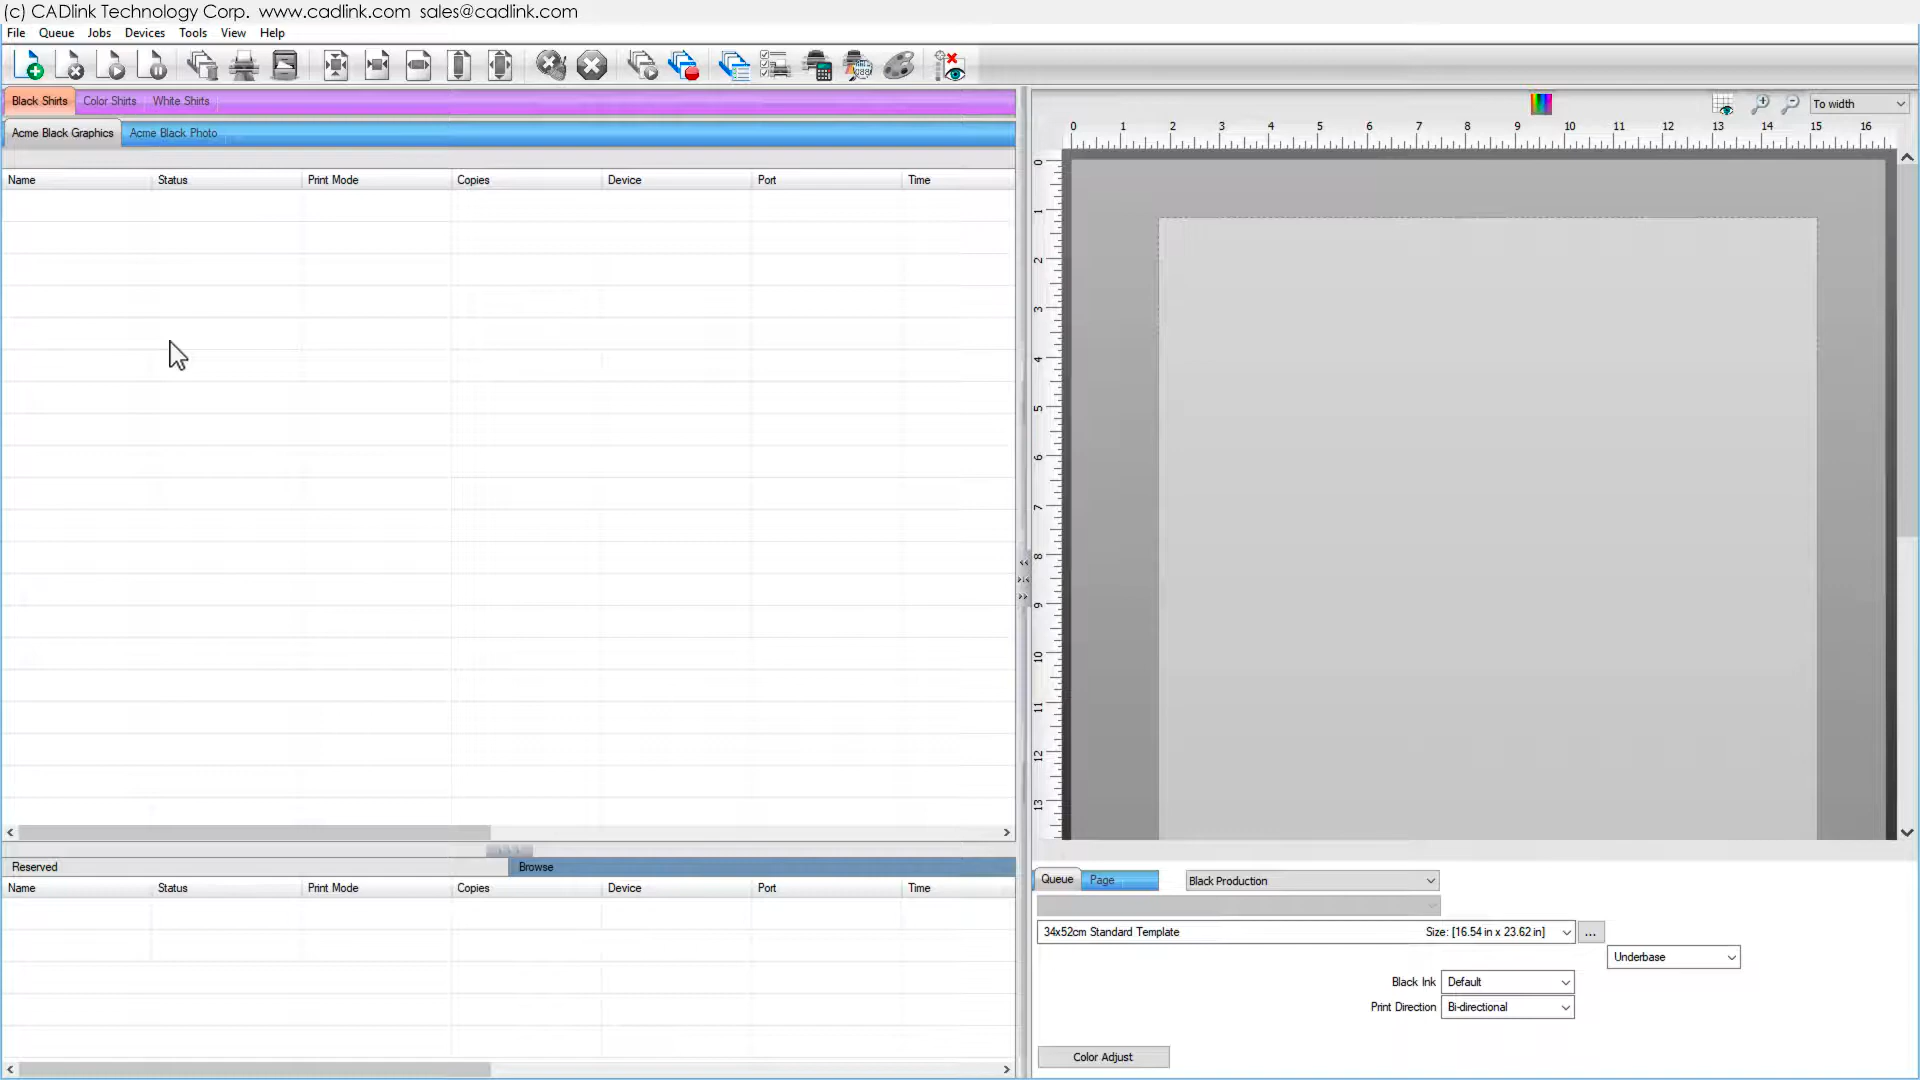 (c) CADlink Technology Corp. www.cadlink.com sales@cadlink.com
File Queue Jobs Devices Tools View Help
Black Shirts Color Shirts White Shirts
To width
Acme Black Graphics Acme Black Photo
0 1 2 3 4 5 6 7 8 9 10 11 12 13 14 15 16
Name Status Print Mode Copies Device Port Time
0
1
2
3
4
5
6
7
8
9
10
11
12
13
Reserved Browse
Name Status Print Mode Copies Device Port Time
Queue Page Black Production
34x52cm Standard Template Size: [16.54 in x 23.62 in] ...
Underbase
Black Ink Default
Print Direction Bi-directional
Color Adjust